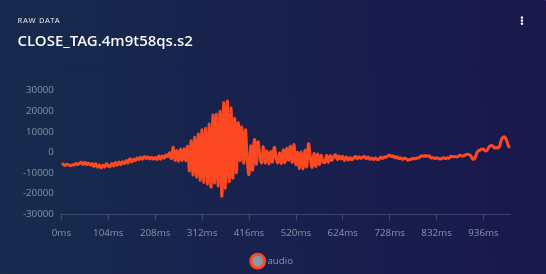 RAW DATA
CLOSE_TAG.4m9t58qs.s2
30000
20000
10000
0
-10000
-20000
-30000
0ms 104ms 208ms 312ms 416ms 520ms 624ms 728ms 832ms 936ms
audio